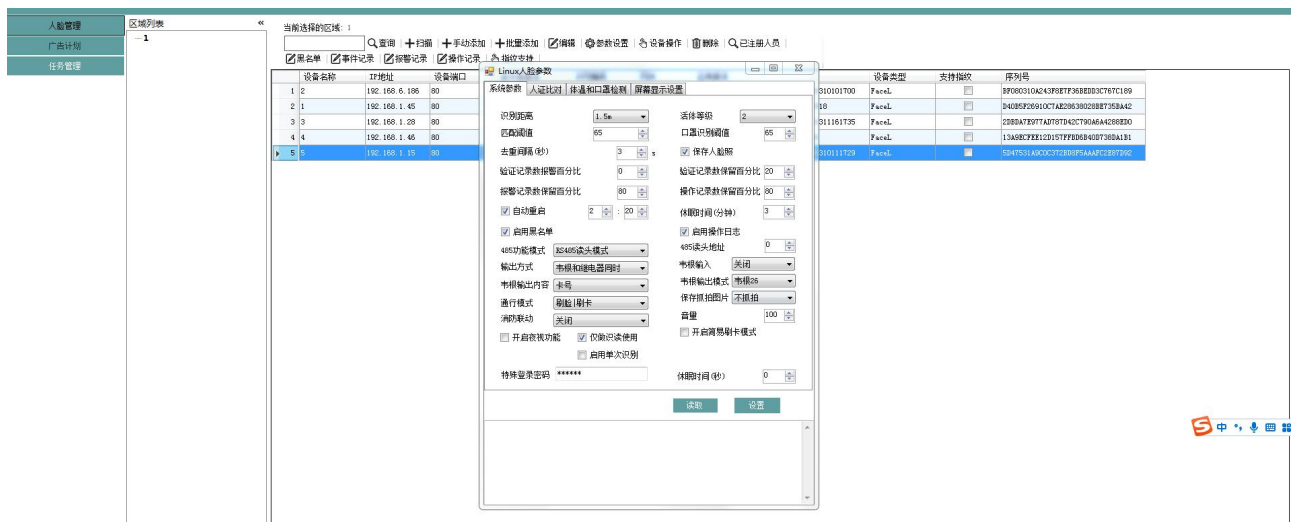 人脸管理
广告计划
任务管理
区域列表 «
1
当前选择的区域: 1
查询 扫描 手动添加 批量添加 编辑 参数设置 设备操作 删除 已注册人员
黑名单 事件记录 报警记录 操作记录 指纹支持
设备名称 IP地址 设备端口 设备类型 支持指纹 序列号
1 2 192.168.6.186 80 310101700 FaceL BF080310A243F8E7F36BEDD3C767C189
2 1 192.168.1.45 80 18 FaceL D40B5F26910C7AE28638028BE735BA42
3 3 192.168.1.28 80 311161T35 FaceL 2DBDA7E977AD78TD42C790A6A4288ED0
4 4 192.168.1.46 80 FaceL 13A9ECFEE12D157FFBD6B40D738DA1B1
5 5 192.168.1.15 80 310111729 FaceL 5D47531A9C0C372BD8F5AAAFC2E87D92
Linux人脸参数
系统参数 人证比对 体温和口罩检测 屏幕显示设置
识别距离 1.5m 活体等级 2
匹配阈值 65 口罩识别阈值 65
去重间隔(秒) 3 s 保存人脸照
验证记录数报警百分比 0 验证记录数保留百分比 20
报警记录数保留百分比 80 操作记录数保留百分比 80
自动重启 2 : 20 休眠时间(分钟) 3
启用黑名单 启用操作日志
485功能模式 RS485读头模式 485读头地址 0
输出方式 韦根和继电器同时 韦根输入 关闭
韦根输出内容 卡号 韦根输出模式 韦根26
通行模式 刷脸|刷卡 保存抓拍图片 不抓拍
消防联动 关闭 音量 100
开启夜视功能 仅做识读使用 开启简易刷卡模式
启用单次识别
特殊登录密码 ****** 休眠时间(秒) 0
读取 设置
中